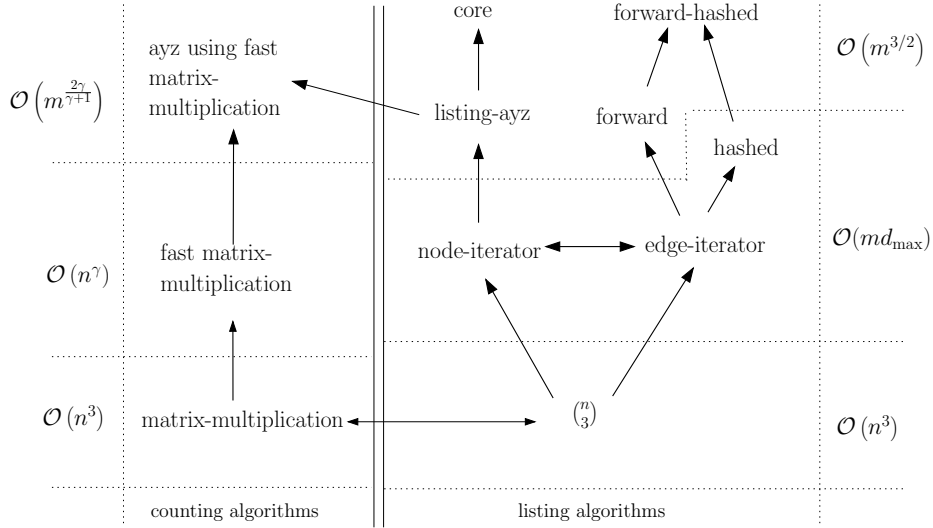 core
forward-hashed
ayz using fast
matrix-
multiplication
𝒪(m^{2γ/(γ+1)})
𝒪(m^{3/2})
listing-ayz
forward
hashed
fast matrix-
multiplication
𝒪(n^γ)
node-iterator
edge-iterator
𝒪(md_max)
𝒪(n^3)
matrix-multiplication
(n 3)
𝒪(n^3)
counting algorithms
listing algorithms